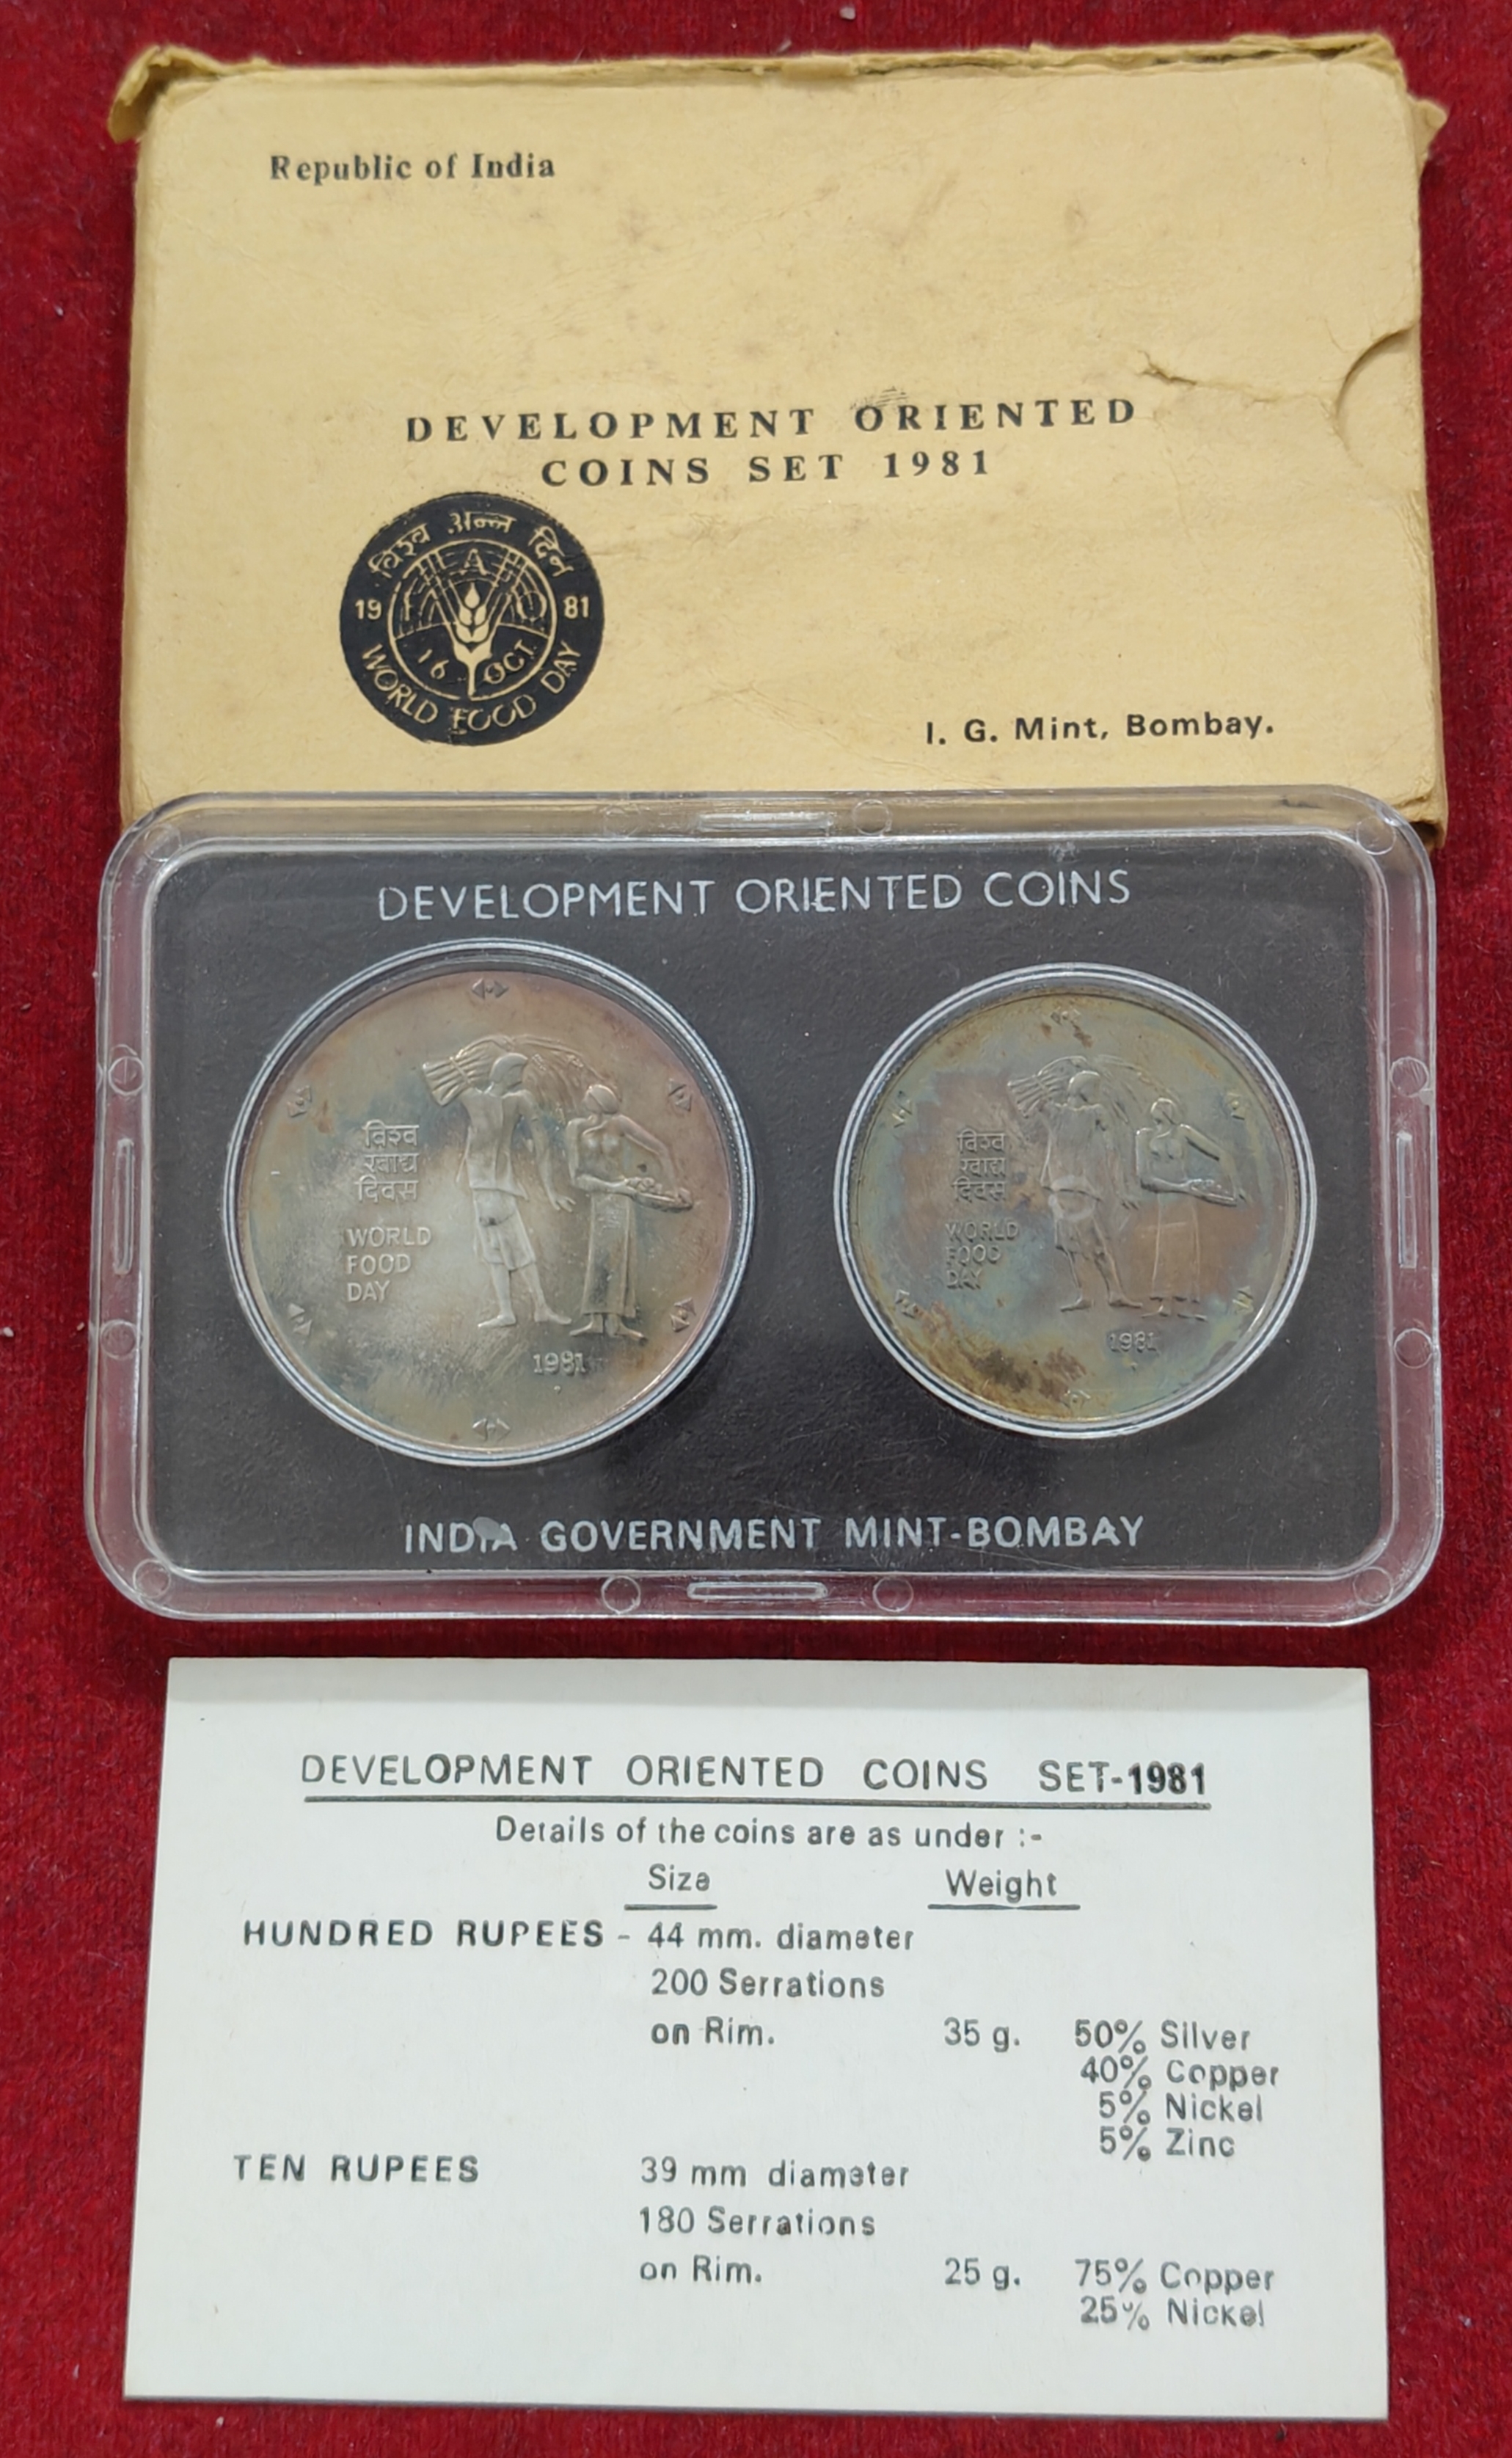 Republic of India
DEVELOPMENT ORIENTED
COINS SET 1981
विश्व अन्न दिन
FAO
19 81
16 OCT.
WORLD FOOD DAY
I. G. Mint, Bombay.
DEVELOPMENT ORIENTED COINS
विश्व
खाद्य
दिवस
WORLD
FOOD
DAY
1981
विश्व
खाद्य
दिवस
WORLD
FOOD
DAY
1981
INDIA GOVERNMENT MINT-BOMBAY
DEVELOPMENT ORIENTED COINS SET-1981
Details of the coins are as under :-
Size Weight
HUNDRED RUPEES - 44 mm. diameter
200 Serrations
on Rim. 35 g. 50% Silver
40% Copper
5% Nickel
5% Zinc
TEN RUPEES 39 mm diameter
180 Serrations
on Rim. 25 g. 75% Copper
25% Nickel